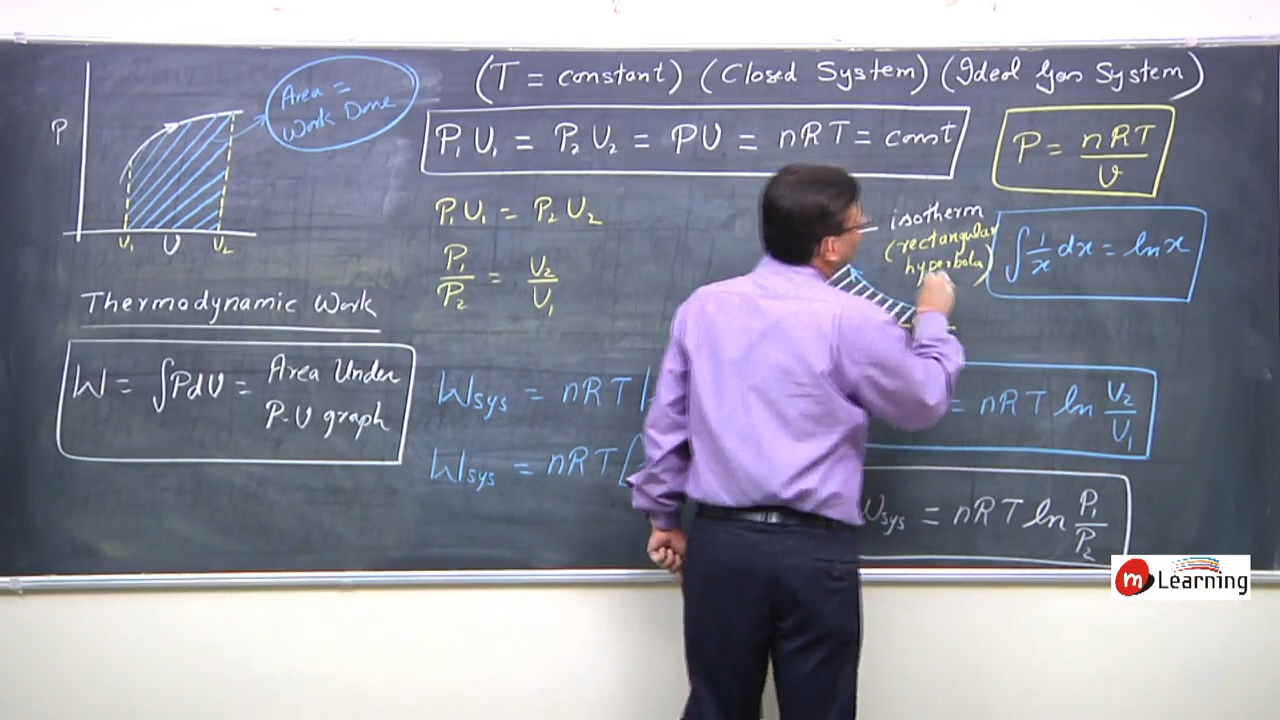 (T = constant) (Closed System) (Ideal Gas System)
P
Area =
Work Done
V₁ V V₂
Thermodynamic Work
W = ∫PdV = Area Under
P-V graph
P₁V₁ = P₂V₂ = PV = nRT = const
P = nRT/V
P₁V₁ = P₂V₂
P₁/P₂ = V₂/V₁
isotherm
(rectangular
hyperbola)
∫ 1/x dx = ln x
Wsys = nRT
= nRT ln V₂/V₁
Wsys = nRT[
Wsys = nRT ln P₁/P₂
m Learning